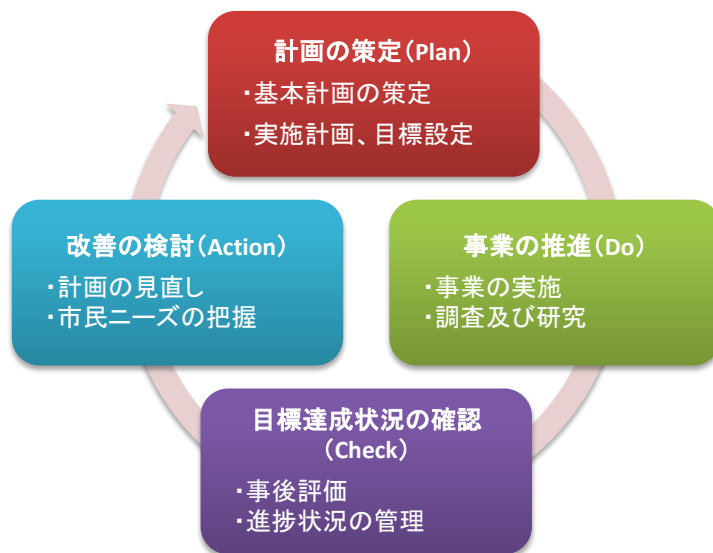 計画の策定(Plan)
・基本計画の策定
・実施計画、目標設定
改善の検討(Action)
・計画の見直し
・市民ニーズの把握
事業の推進(Do)
・事業の実施
・調査及び研究
目標達成状況の確認
(Check)
・事後評価
・進捗状況の管理